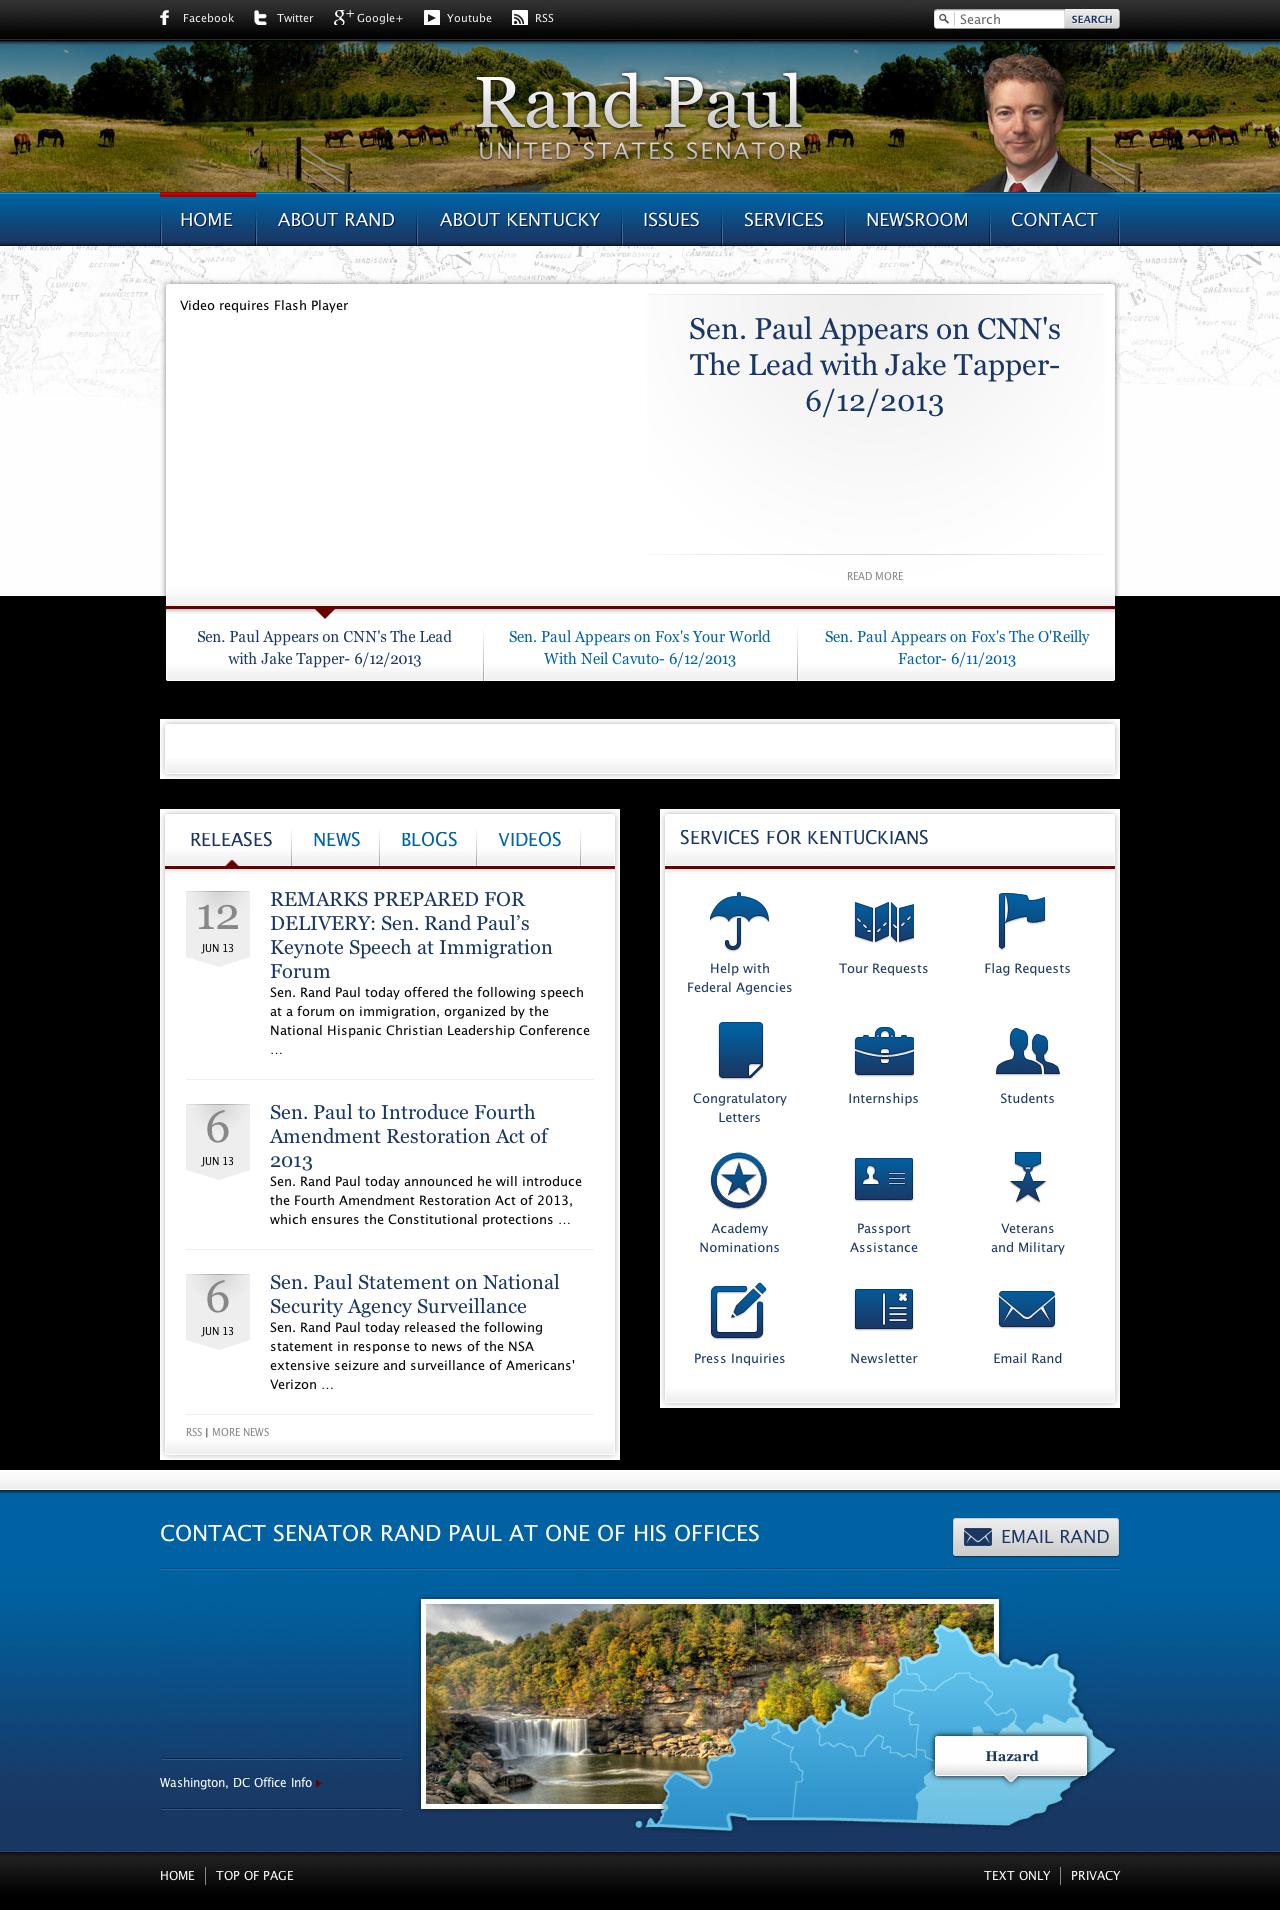 Facebook
Twitter
Google+
Youtube
RSS
Search
SEARCH
Rand Paul
UNITED STATES SENATOR
HOME
ABOUT RAND
ABOUT KENTUCKY
ISSUES
SERVICES
NEWSROOM
CONTACT
Video requires Flash Player
Sen. Paul Appears on CNN's
The Lead with Jake Tapper-
6/12/2013
READ MORE
Sen. Paul Appears on CNN's The Lead
with Jake Tapper- 6/12/2013
Sen. Paul Appears on Fox's Your World
With Neil Cavuto- 6/12/2013
Sen. Paul Appears on Fox's The O'Reilly
Factor- 6/11/2013
RELEASES
NEWS
BLOGS
VIDEOS
12
JUN 13
REMARKS PREPARED FOR
DELIVERY: Sen. Rand Paul’s
Keynote Speech at Immigration
Forum
Sen. Rand Paul today offered the following speech
at a forum on immigration, organized by the
National Hispanic Christian Leadership Conference
…
6
JUN 13
Sen. Paul to Introduce Fourth
Amendment Restoration Act of
2013
Sen. Rand Paul today announced he will introduce
the Fourth Amendment Restoration Act of 2013,
which ensures the Constitutional protections …
6
JUN 13
Sen. Paul Statement on National
Security Agency Surveillance
Sen. Rand Paul today released the following
statement in response to news of the NSA
extensive seizure and surveillance of Americans'
Verizon …
RSS | MORE NEWS
SERVICES FOR KENTUCKIANS
Help with
Federal Agencies
Tour Requests
Flag Requests
Congratulatory
Letters
Internships
Students
Academy
Nominations
Passport
Assistance
Veterans
and Military
Press Inquiries
Newsletter
Email Rand
CONTACT SENATOR RAND PAUL AT ONE OF HIS OFFICES
EMAIL RAND
Hazard
Washington, DC Office Info
HOME
TOP OF PAGE
TEXT ONLY
PRIVACY